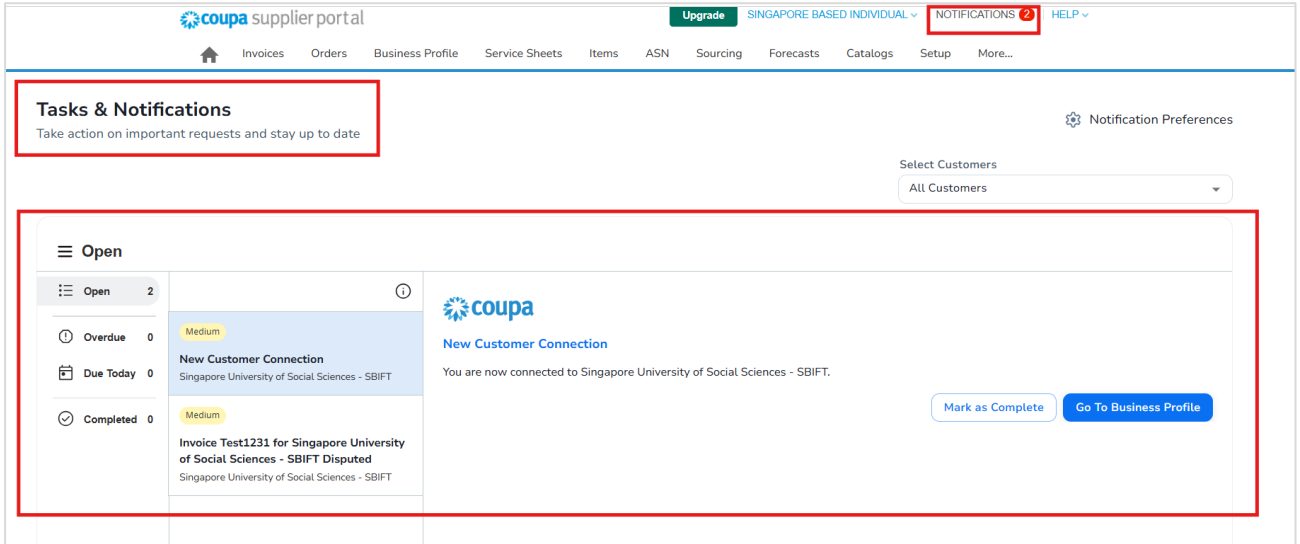 coupa supplier portal
Upgrade
SINGAPORE BASED INDIVIDUAL
NOTIFICATIONS 2
HELP
Invoices
Orders
Business Profile
Service Sheets
Items
ASN
Sourcing
Forecasts
Catalogs
Setup
More...
Tasks & Notifications
Take action on important requests and stay up to date
Notification Preferences
Select Customers
All Customers
Open
Open 2
Overdue 0
Due Today 0
Completed 0
Medium
New Customer Connection
Singapore University of Social Sciences - SBIFT.
Medium
Invoice Test1231 for Singapore University
of Social Sciences - SBIFT Disputed
Singapore University of Social Sciences - SBIFT
coupa
New Customer Connection
You are now connected to Singapore University of Social Sciences - SBIFT.
Mark as Complete
Go To Business Profile